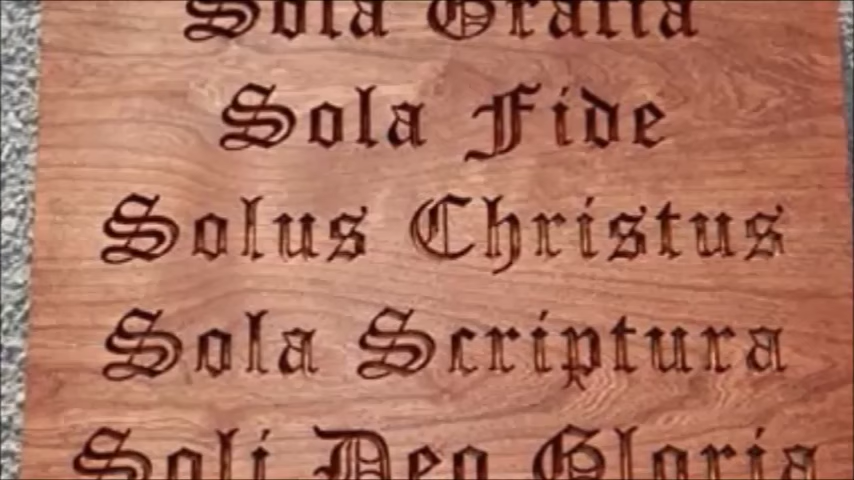 Sola Gratia
Sola Fide
Solus Christus
Sola Scriptura
Soli Deo Gloria